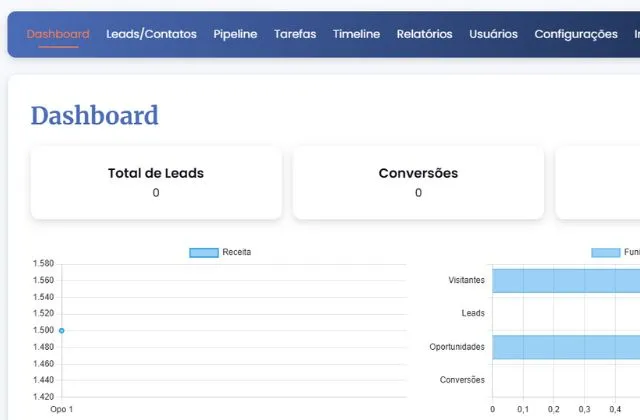 Dashboard Leads/Contatos Pipeline Tarefas Timeline Relatórios Usuários Configurações
Dashboard
Total de Leads
0
Conversões
0
Receita
1.580
1.560
1.540
1.520
1.500
1.480
1.460
1.440
1.420
Opo 1
Visitantes
Leads
Oportunidades
Conversões
0 0,1 0,2 0,3 0,4